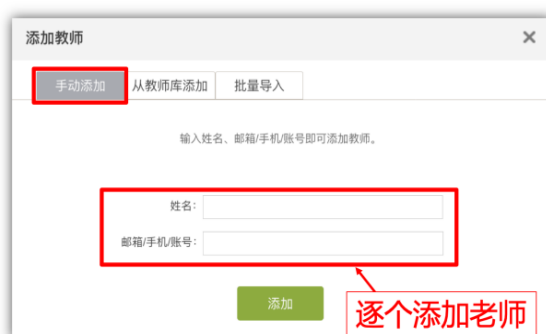 添加教师
×
手动添加 从教师库添加 批量导入
输入姓名、邮箱/手机/账号即可添加教师。
姓名:
邮箱/手机/账号:
添加
逐个添加老师